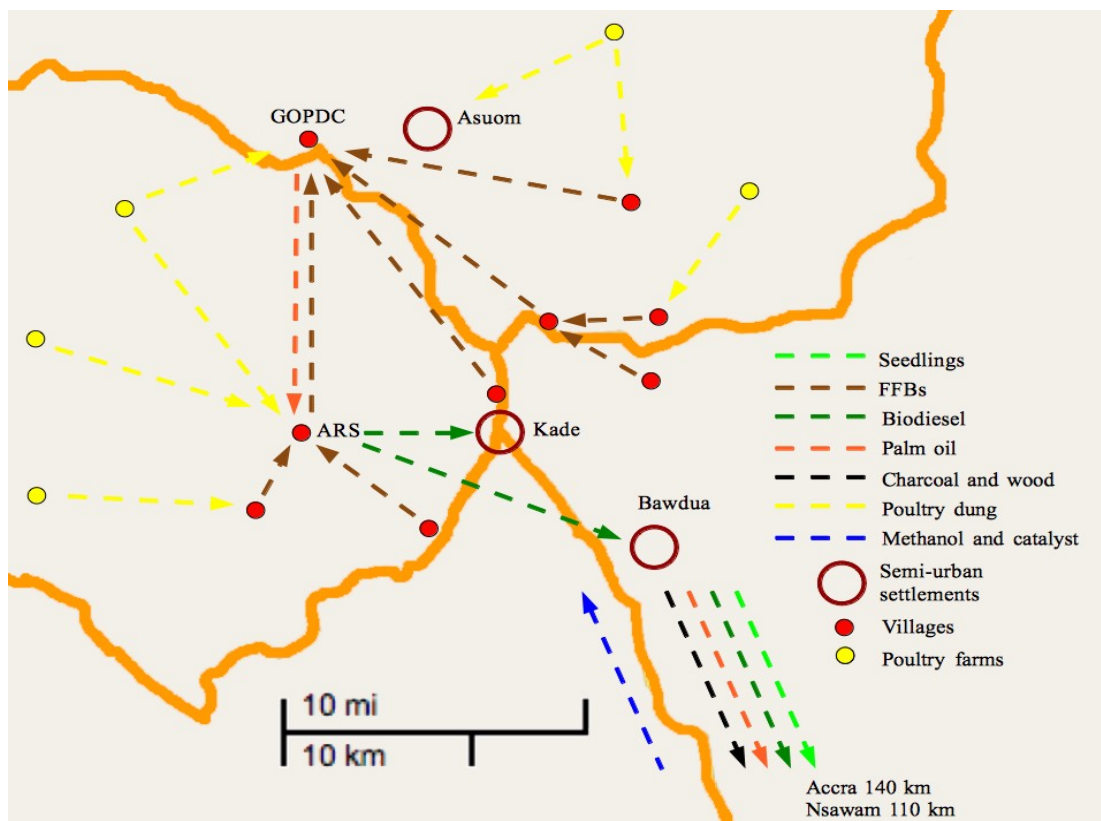 GOPDC
Asuom
ARS
Kade
Bawdua
Seedlings
FFBs
Biodiesel
Palm oil
Charcoal and wood
Poultry dung
Methanol and catalyst
Semi-urban
settlements
Villages
Poultry farms
10 mi
10 km
Accra 140 km
Nsawam 110 km